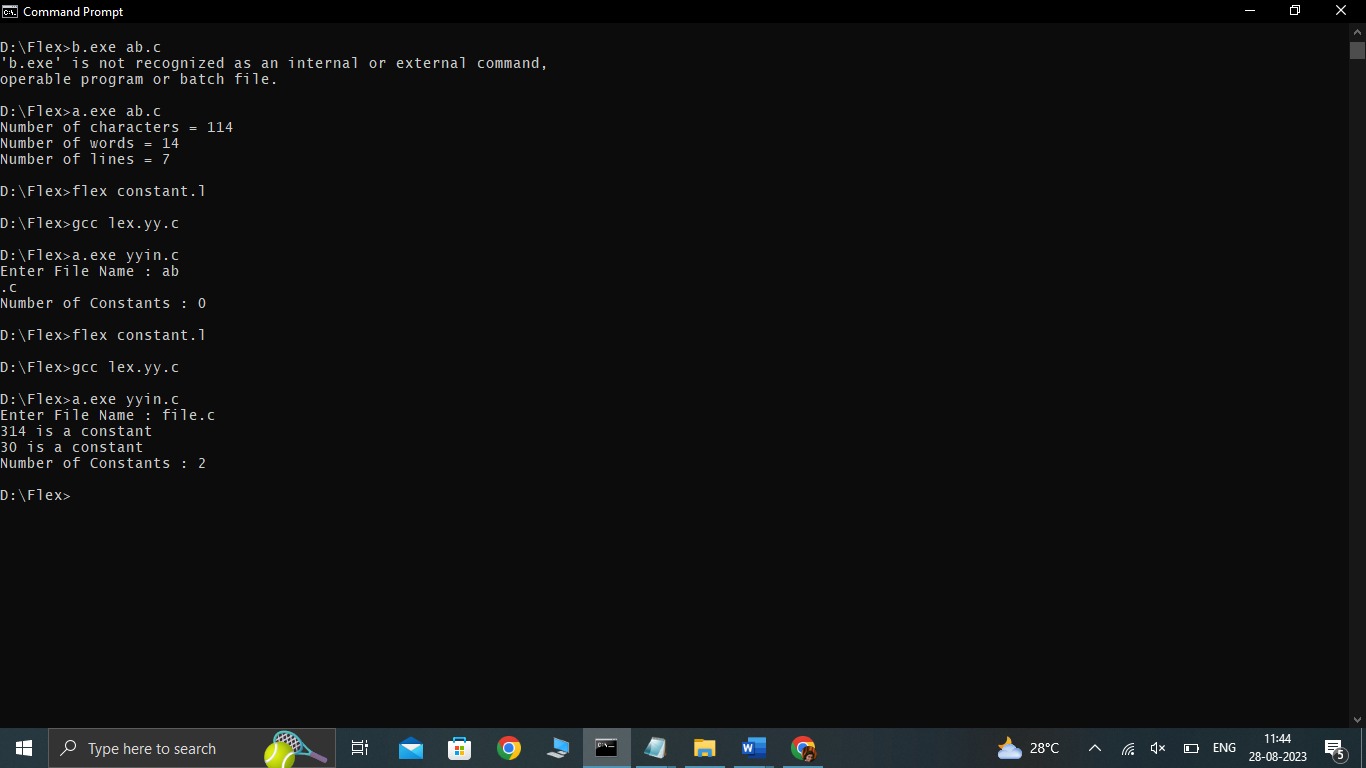 Command Prompt
D:\Flex>b.exe ab.c
'b.exe' is not recognized as an internal or external command,
operable program or batch file.
D:\Flex>a.exe ab.c
Number of characters = 114
Number of words = 14
Number of lines = 7
D:\Flex>flex constant.l
D:\Flex>gcc lex.yy.c
D:\Flex>a.exe yyin.c
Enter File Name : ab
.c
Number of Constants : 0
D:\Flex>flex constant.l
D:\Flex>gcc lex.yy.c
D:\Flex>a.exe yyin.c
Enter File Name : file.c
314 is a constant
30 is a constant
Number of Constants : 2
D:\Flex>
Type here to search
28°C
ENG
11:44
28-08-2023
5